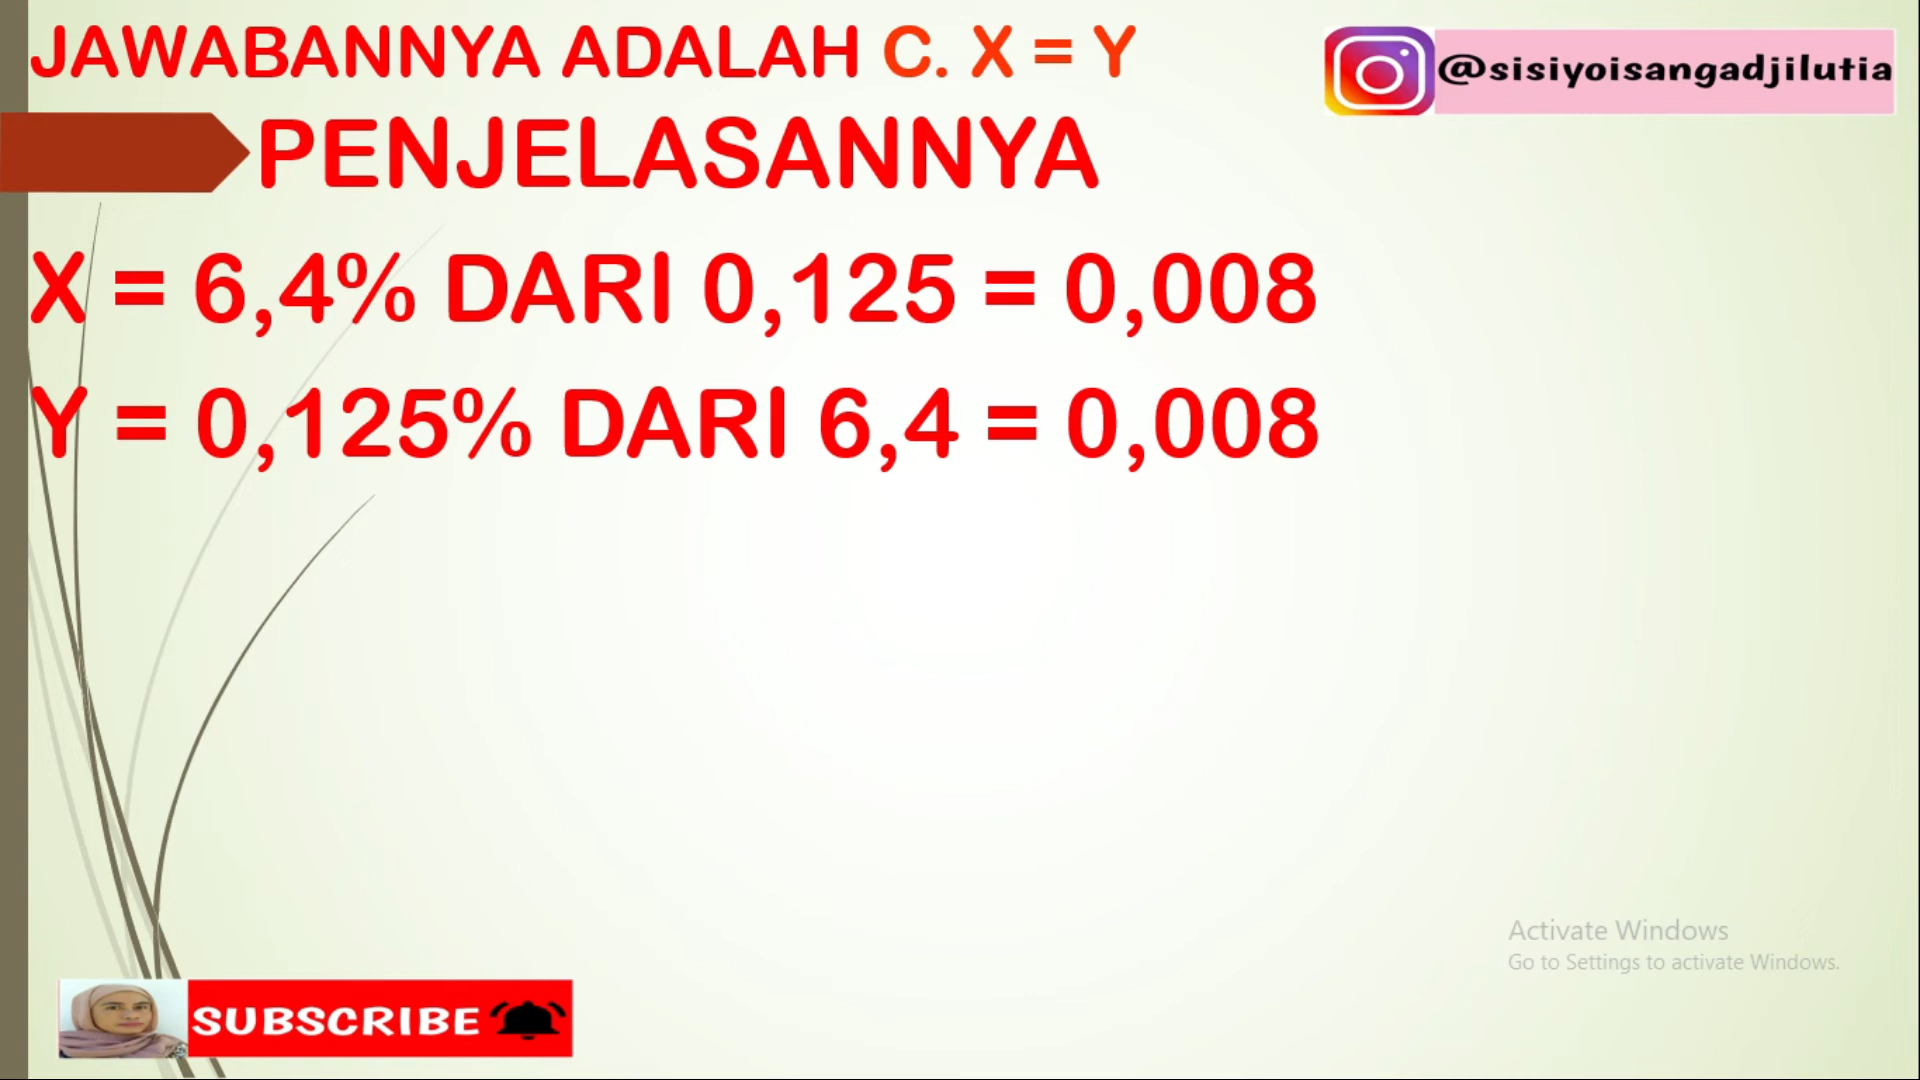 JAWABANNYA ADALAH C. X = Y
@sisiyoisangadjilutia
PENJELASANNYA
X = 6,4% DARI 0,125 = 0,008
Y = 0,125% DARI 6,4 = 0,008
Activate Windows
Go to Settings to activate Windows.
SUBSCRIBE